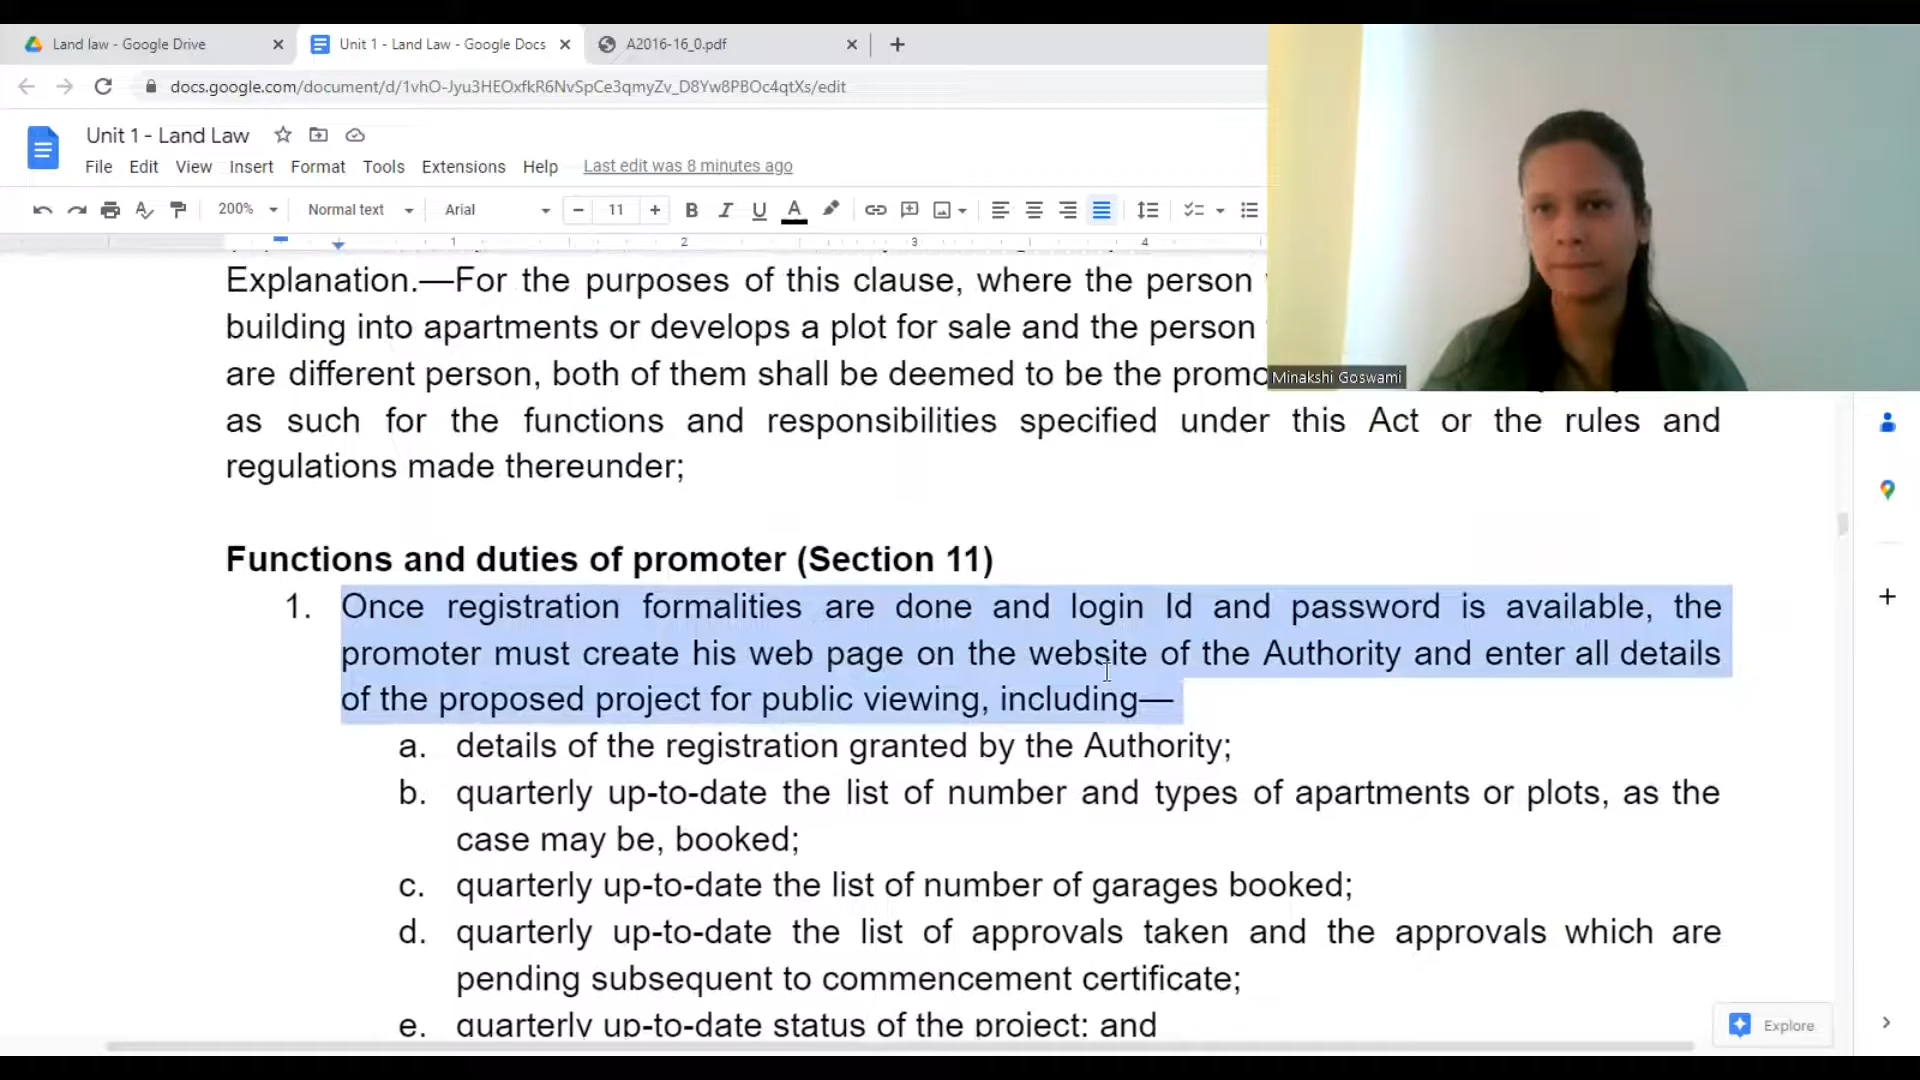 Land law - Google Drive
Unit 1 - Land Law - Google Docs
A2016-16_0.pdf
docs.google.com/document/d/1vhO-Jyu3HEOxfkR6NvSpCe3qmyZv_D8Yw8PBOc4qtXs/edit
Unit 1 - Land Law
File Edit View Insert Format Tools Extensions Help Last edit was 8 minutes ago
200% Normal text Arial 11
1 2 3 4
Explanation.—For the purposes of this clause, where the person
building into apartments or develops a plot for sale and the person
are different person, both of them shall be deemed to be the promo
as such for the functions and responsibilities specified under this Act or the rules and
regulations made thereunder;
Minakshi Goswami
Functions and duties of promoter (Section 11)
1. Once registration formalities are done and login Id and password is available, the
promoter must create his web page on the website of the Authority and enter all details
of the proposed project for public viewing, including—
a. details of the registration granted by the Authority;
b. quarterly up-to-date the list of number and types of apartments or plots, as the
case may be, booked;
c. quarterly up-to-date the list of number of garages booked;
d. quarterly up-to-date the list of approvals taken and the approvals which are
pending subsequent to commencement certificate;
e. quarterly up-to-date status of the project; and
Explore